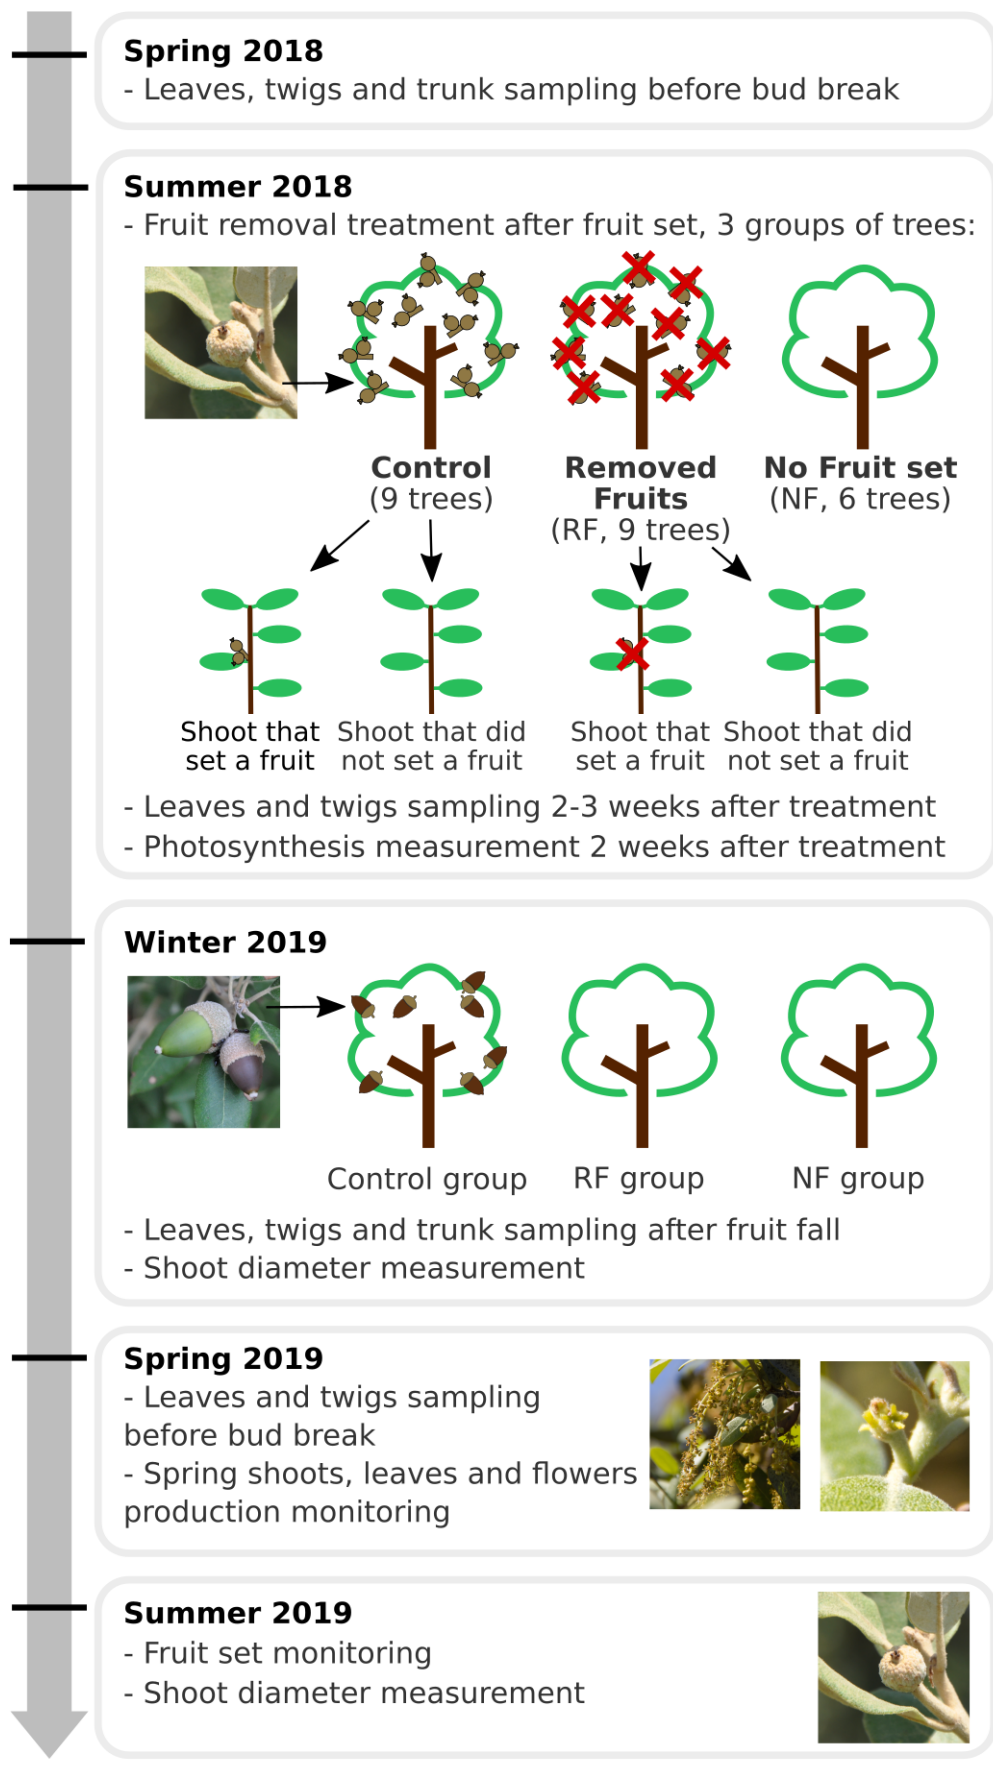 Spring 2018
- Leaves, twigs and trunk sampling before bud break
Summer 2018
- Fruit removal treatment after fruit set, 3 groups of trees:
Control
(9 trees)
Removed
Fruits
(RF, 9 trees)
No Fruit set
(NF, 6 trees)
Shoot that
set a fruit
Shoot that did
not set a fruit
Shoot that
set a fruit
Shoot that did
not set a fruit
- Leaves and twigs sampling 2-3 weeks after treatment
- Photosynthesis measurement 2 weeks after treatment
Winter 2019
Control group
RF group
NF group
- Leaves, twigs and trunk sampling after fruit fall
- Shoot diameter measurement
Spring 2019
- Leaves and twigs sampling
before bud break
- Spring shoots, leaves and flowers
production monitoring
Summer 2019
- Fruit set monitoring
- Shoot diameter measurement